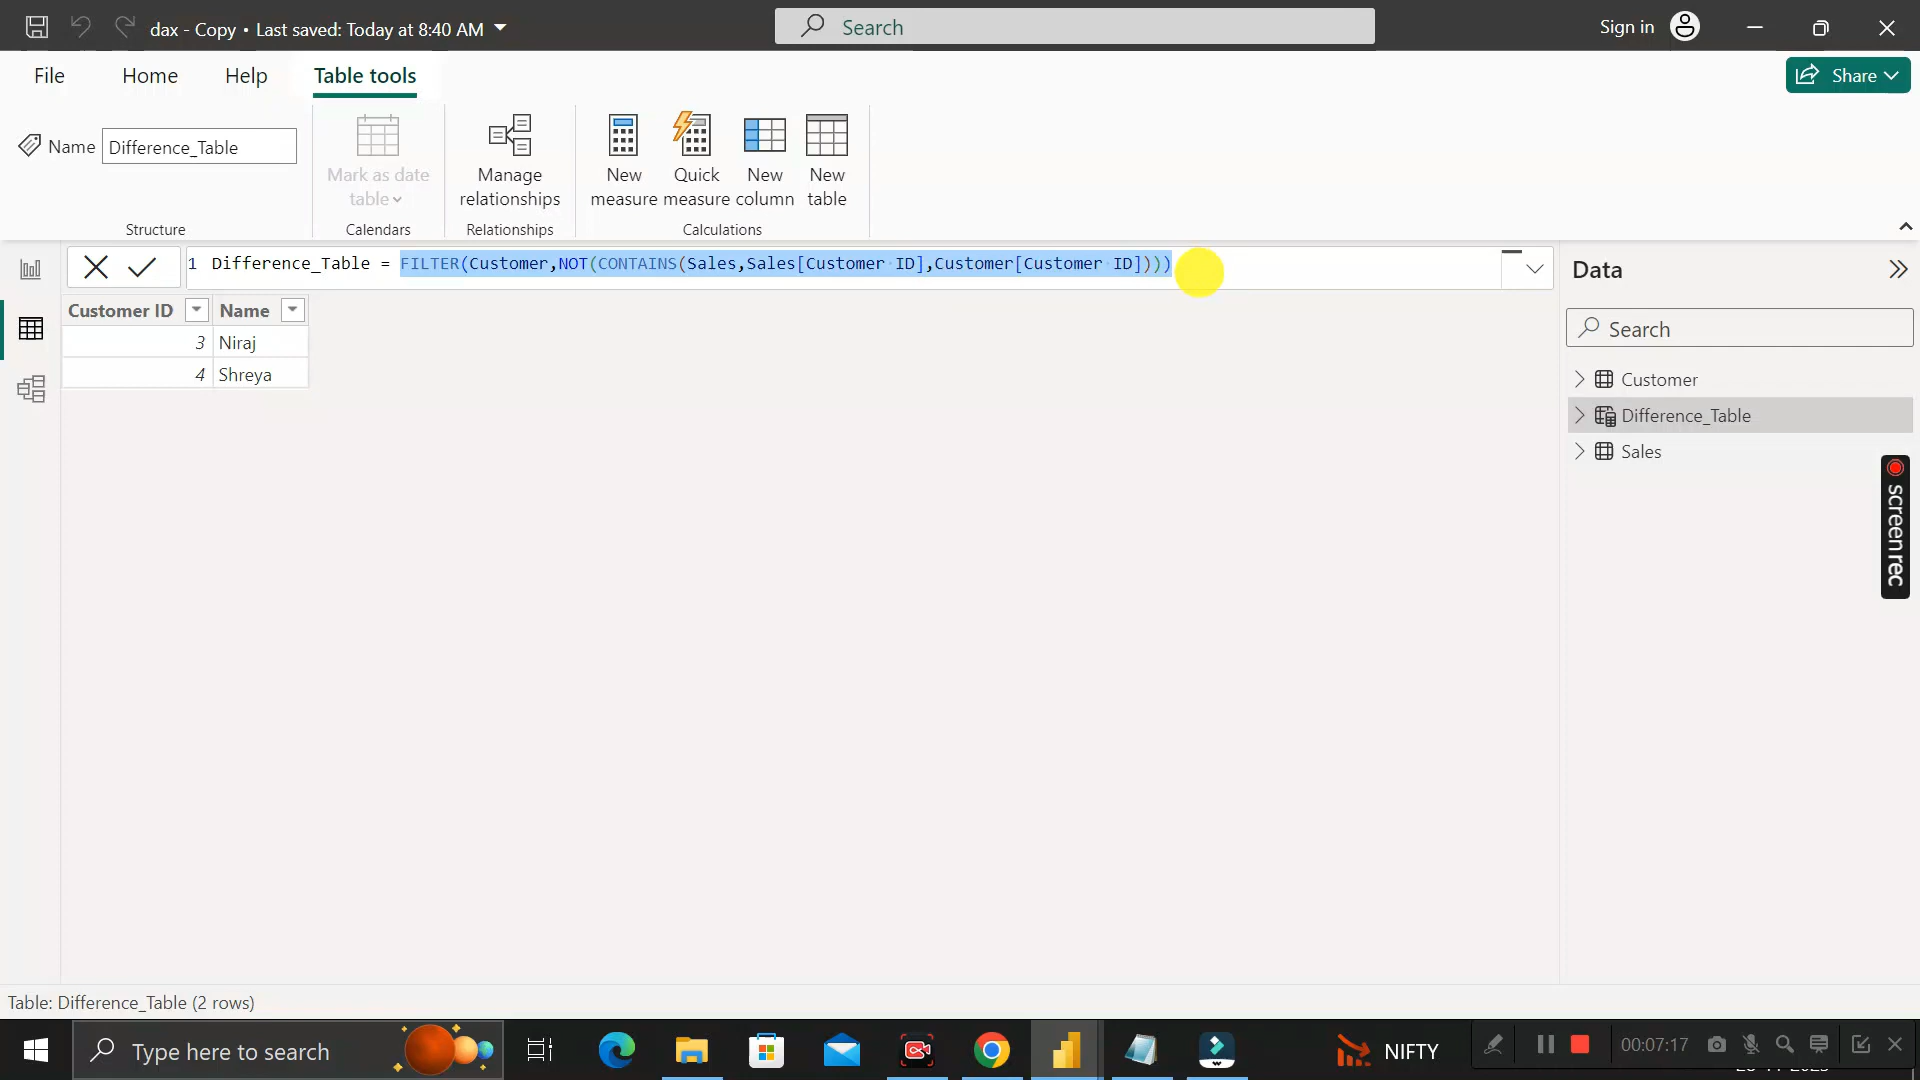 dax - Copy • Last saved: Today at 8:40 AM
Search
Sign in
File
Home
Help
Table tools
Share
Name
Difference_Table
Mark as date
table
Manage
relationships
New
measure
Quick
measure
New
column
New
table
Structure
Calendars
Relationships
Calculations
1 Difference_Table = FILTER(Customer,NOT(CONTAINS(Sales,Sales[Customer ID],Customer[Customer ID])))
Data
Customer ID
Name
3 Niraj
4 Shreya
Search
Customer
Difference_Table
Sales
screen rec
Table: Difference_Table (2 rows)
Type here to search
NIFTY
00:07:17